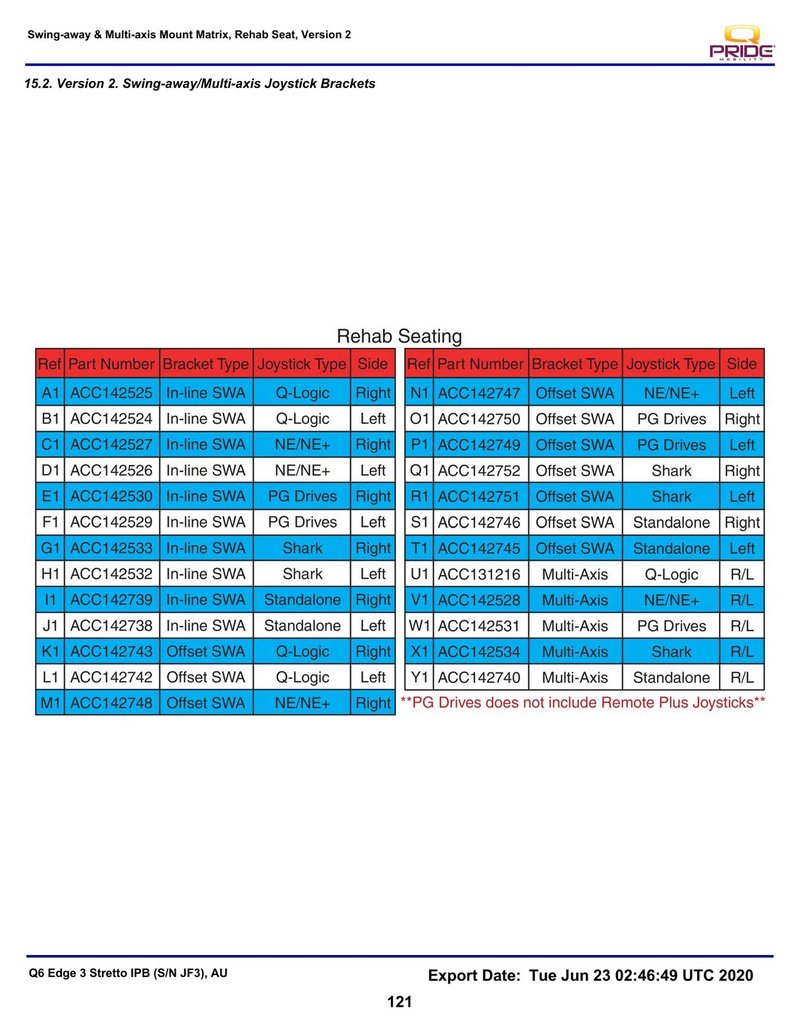 Swing-away & Multi-axis Mount Matrix, Rehab Seat, Version 2
Q
PRIDE
MOBILITY
15.2. Version 2. Swing-away/Multi-axis Joystick Brackets
Rehab Seating
Ref Part Number Bracket Type Joystick Type Side
A1 ACC142525 In-line SWA Q-Logic Right
B1 ACC142524 In-line SWA Q-Logic Left
C1 ACC142527 In-line SWA NE/NE+ Right
D1 ACC142526 In-line SWA NE/NE+ Left
E1 ACC142530 In-line SWA PG Drives Right
F1 ACC142529 In-line SWA PG Drives Left
G1 ACC142533 In-line SWA Shark Right
H1 ACC142532 In-line SWA Shark Left
I1 ACC142739 In-line SWA Standalone Right
J1 ACC142738 In-line SWA Standalone Left
K1 ACC142743 Offset SWA Q-Logic Right
L1 ACC142742 Offset SWA Q-Logic Left
M1 ACC142748 Offset SWA NE/NE+ Right
Ref Part Number Bracket Type Joystick Type Side
N1 ACC142747 Offset SWA NE/NE+ Left
O1 ACC142750 Offset SWA PG Drives Right
P1 ACC142749 Offset SWA PG Drives Left
Q1 ACC142752 Offset SWA Shark Right
R1 ACC142751 Offset SWA Shark Left
S1 ACC142746 Offset SWA Standalone Right
T1 ACC142745 Offset SWA Standalone Left
U1 ACC131216 Multi-Axis Q-Logic R/L
V1 ACC142528 Multi-Axis NE/NE+ R/L
W1 ACC142531 Multi-Axis PG Drives R/L
X1 ACC142534 Multi-Axis Shark R/L
Y1 ACC142740 Multi-Axis Standalone R/L
**PG Drives does not include Remote Plus Joysticks**
Q6 Edge 3 Stretto IPB (S/N JF3), AU
Export Date: Tue Jun 23 02:46:49 UTC 2020
121